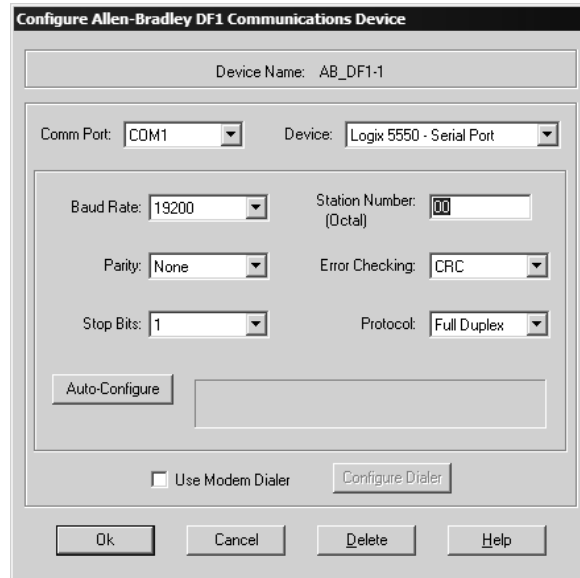 Configure Allen-Bradley DF1 Communications Device
Device Name: AB_DF1-1
Comm Port: COM1 Device: Logix 5550 - Serial Port
Baud Rate: 19200 Station Number: 00
(Octal)
Parity: None Error Checking: CRC
Stop Bits: 1 Protocol: Full Duplex
Auto-Configure
Use Modem Dialer Configure Dialer
Ok Cancel Delete Help